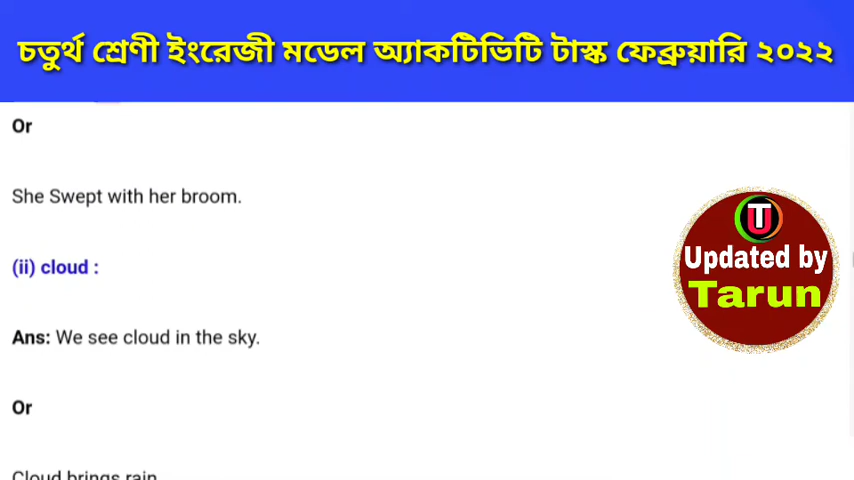 চতুর্থ শ্রেণী ইংরেজী মডেল অ্যাকটিভিটি টাস্ক ফেব্রুয়ারি ২০২২
Or
She Swept with her broom.
(ii) cloud :
TU
Updated by
Tarun
Ans: We see cloud in the sky.
Or
Cloud brings rain